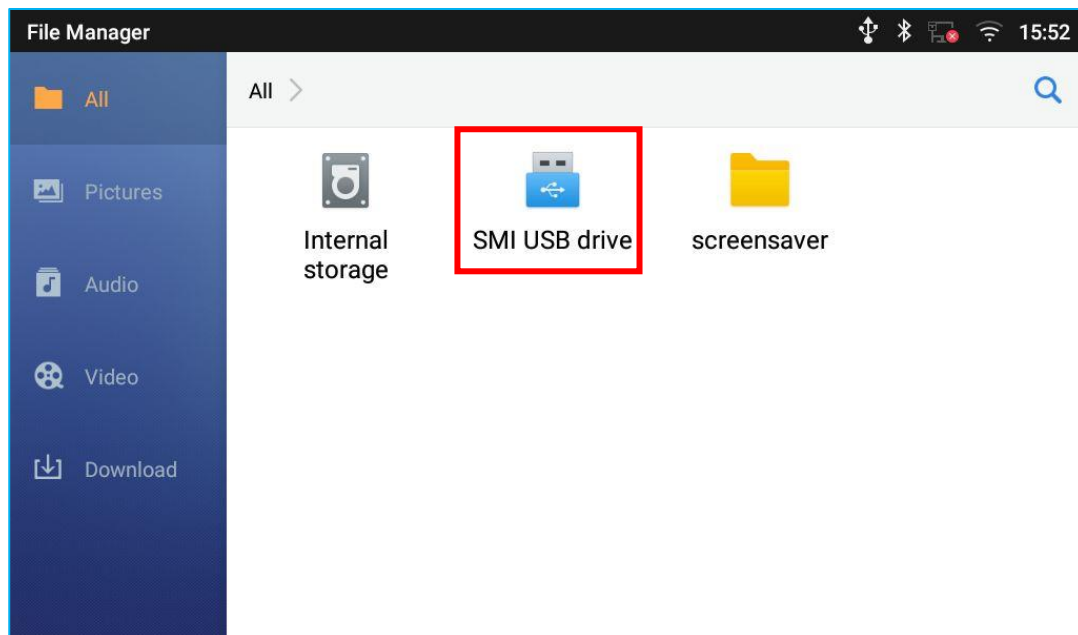 File Manager
15:52
All
All
Pictures
Internal
storage
SMI USB drive
screensaver
Audio
Video
Download